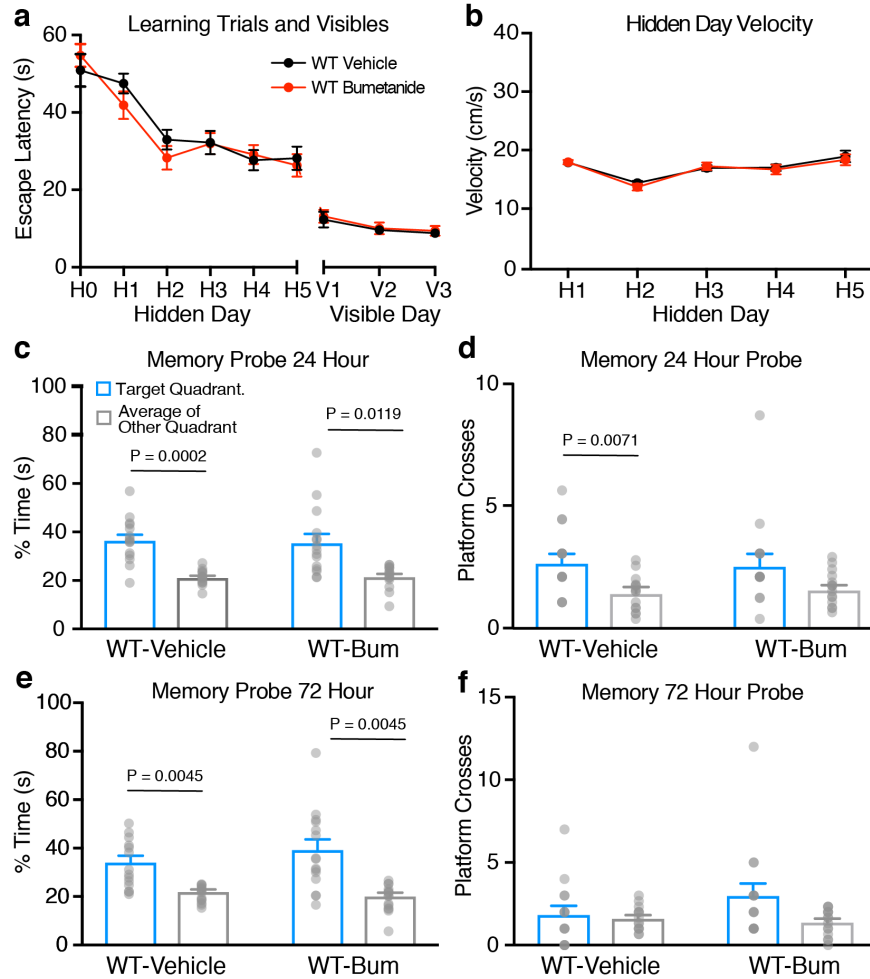 a
Learning Trials and Visibles
60
40
20
0
Escape Latency (s)
WT Vehicle
WT Bumetanide
H0 H1 H2 H3 H4 H5 V1 V2 V3
Hidden Day Visible Day
b
Hidden Day Velocity
40
30
20
10
0
Velocity (cm/s)
H1 H2 H3 H4 H5
Hidden Day
c
Memory Probe 24 Hour
100
80
60
40
20
0
% Time (s)
Target Quadrant.
Average of
Other Quadrant
P = 0.0002
P = 0.0119
WT-Vehicle WT-Bum
d
Memory 24 Hour Probe
10
5
0
Platform Crosses
P = 0.0071
WT-Vehicle WT-Bum
e
Memory Probe 72 Hour
100
80
60
40
20
0
% Time (s)
P = 0.0045
P = 0.0045
WT-Vehicle WT-Bum
f
Memory 72 Hour Probe
15
10
5
0
Platform Crosses
WT-Vehicle WT-Bum